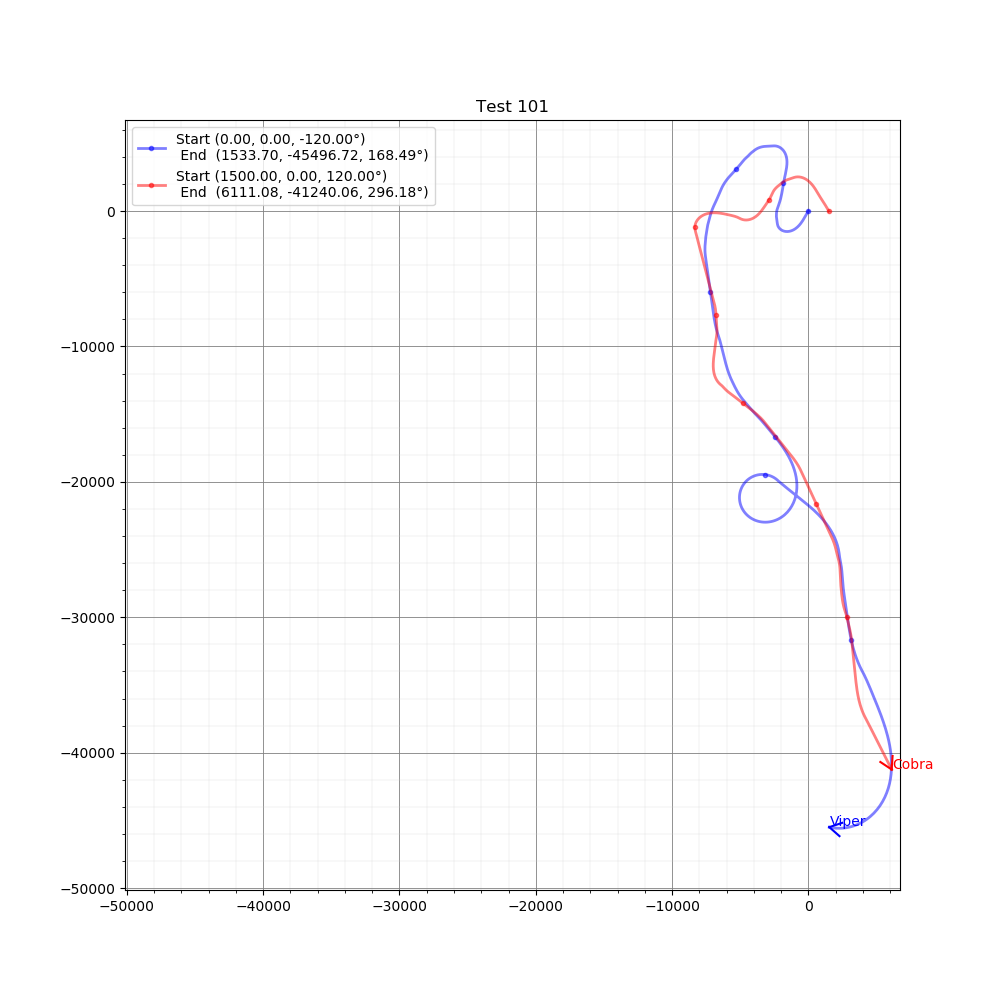 Test 101
Start (0.00, 0.00, -120.00°)
End (1533.70, -45496.72, 168.49°)
Start (1500.00, 0.00, 120.00°)
End (6111.08, -41240.06, 296.18°)
0
−10000
−20000
−30000
−40000
−50000
Cobra
Viper
−50000 −40000 −30000 −20000 −10000 0